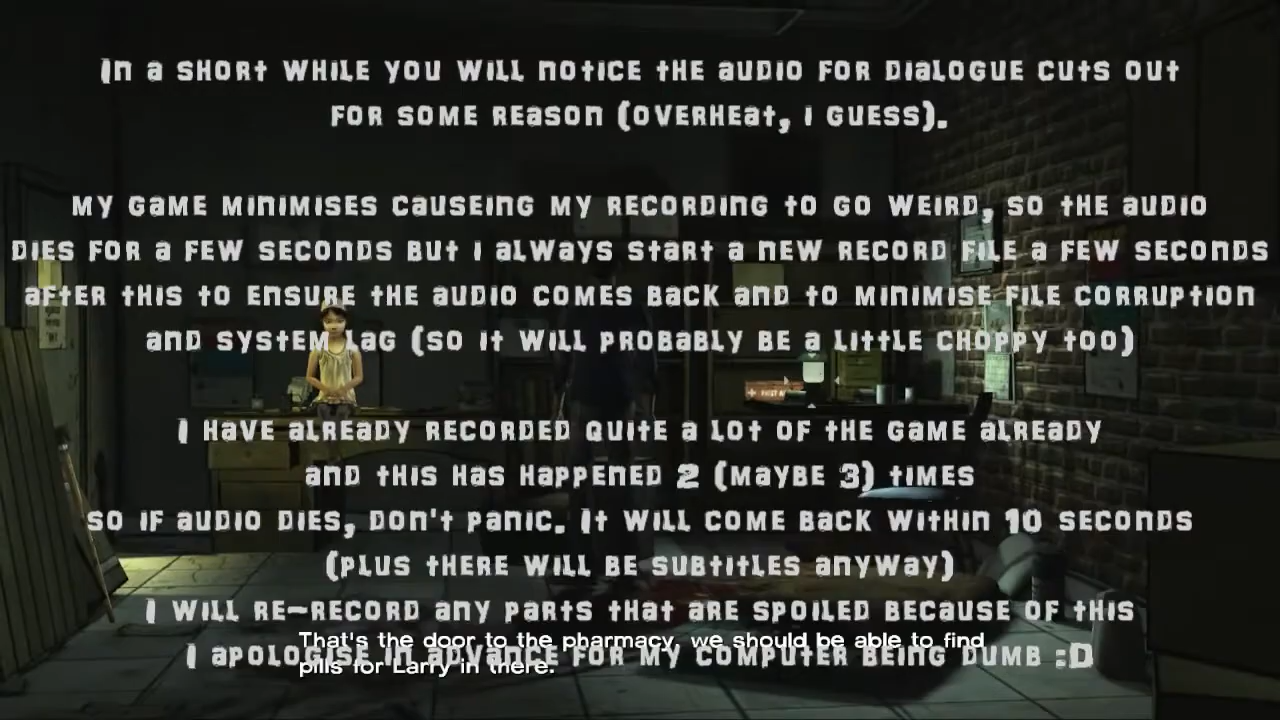 In a short while you will notice the audio for dialogue cuts out
for some reason (overheat, I guess).
My game minimises causeing my recording to go weird, so the audio
dies for a few seconds but I always start a new record file a few seconds
after this to ensure the audio comes back and to minimise file corruption
and system lag (so it will probably be a little choppy too)
I have already recorded quite a lot of the game already
and this has happened 2 (maybe 3) times
So if audio dies, don't panic. It will come back within 10 seconds
(plus there will be subtitles anyway)
I will re-record any parts that are spoiled because of this
I apologise in advance for my computer being dumb :D
That's the door to the pharmacy, we should be able to find
pills for Larry in there.